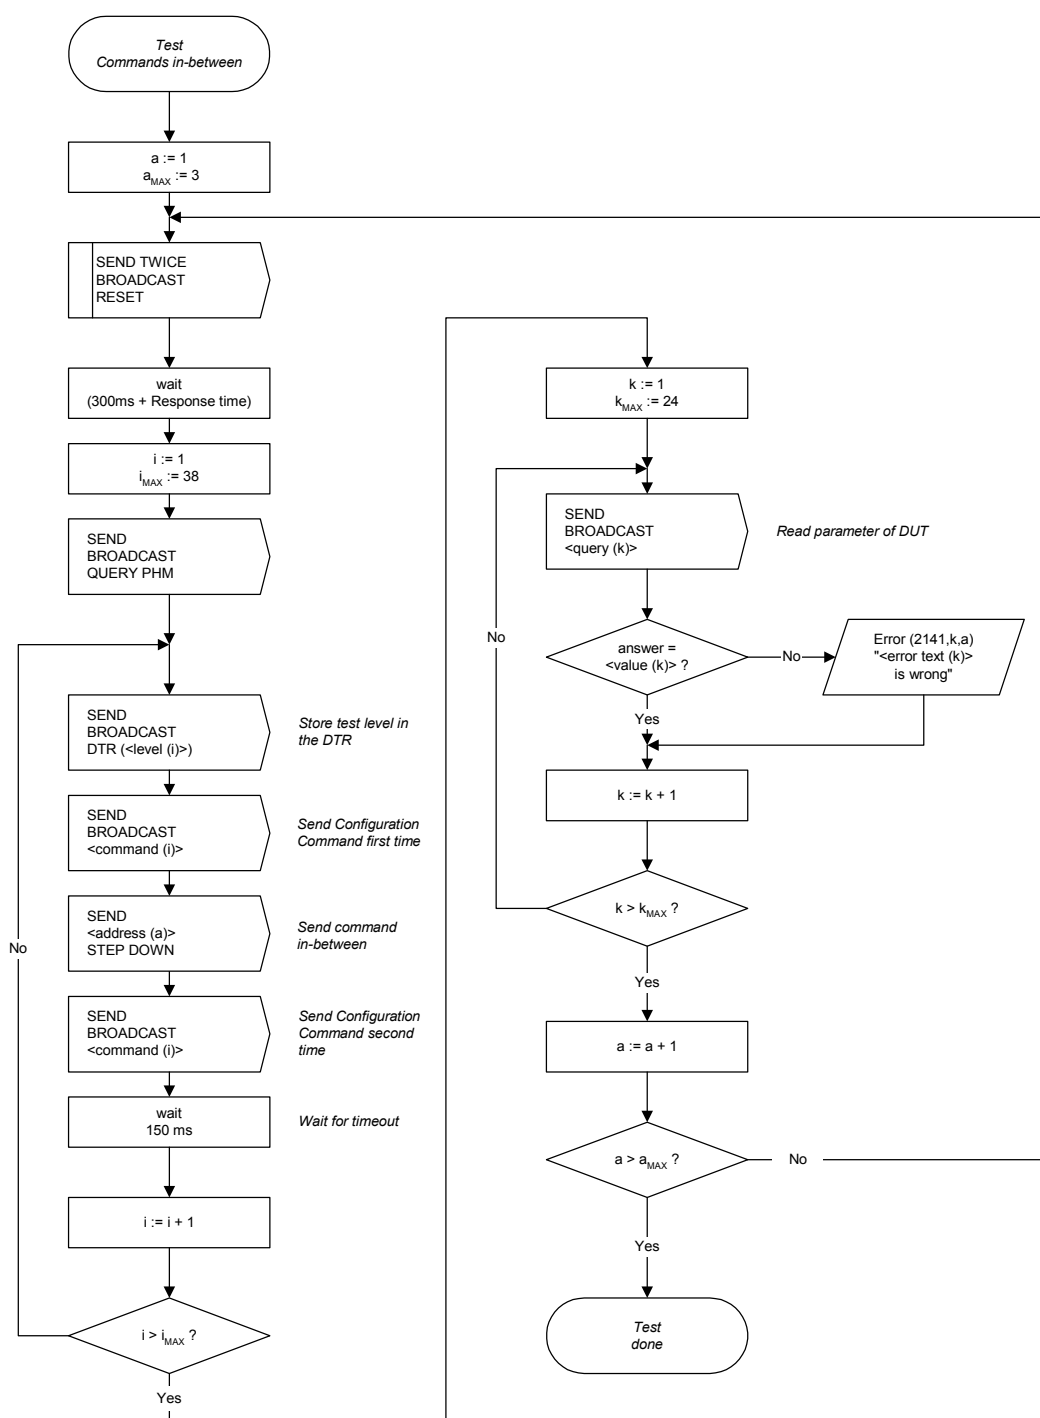 Test
Commands in-between
a := 1
aMAX := 3
SEND TWICE
BROADCAST
RESET
wait
(300ms + Response time)
i := 1
iMAX := 38
SEND
BROADCAST
QUERY PHM
SEND
BROADCAST
DTR (<level (i)>)
Store test level in
the DTR
SEND
BROADCAST
<command (i)>
Send Configuration
Command first time
SEND
<address (a)>
STEP DOWN
Send command
in-between
No
SEND
BROADCAST
<command (i)>
Send Configuration
Command second
time
wait
150 ms
Wait for timeout
i := i + 1
i > iMAX ?
Yes
k := 1
kMAX := 24
SEND
BROADCAST
<query (k)>
Read parameter of DUT
No
answer =
<value (k)> ?
No
Error (2141,k,a)
"<error text (k)>
is wrong"
Yes
k := k + 1
k > kMAX ?
Yes
a := a + 1
a > aMAX ?
No
Yes
Test
done